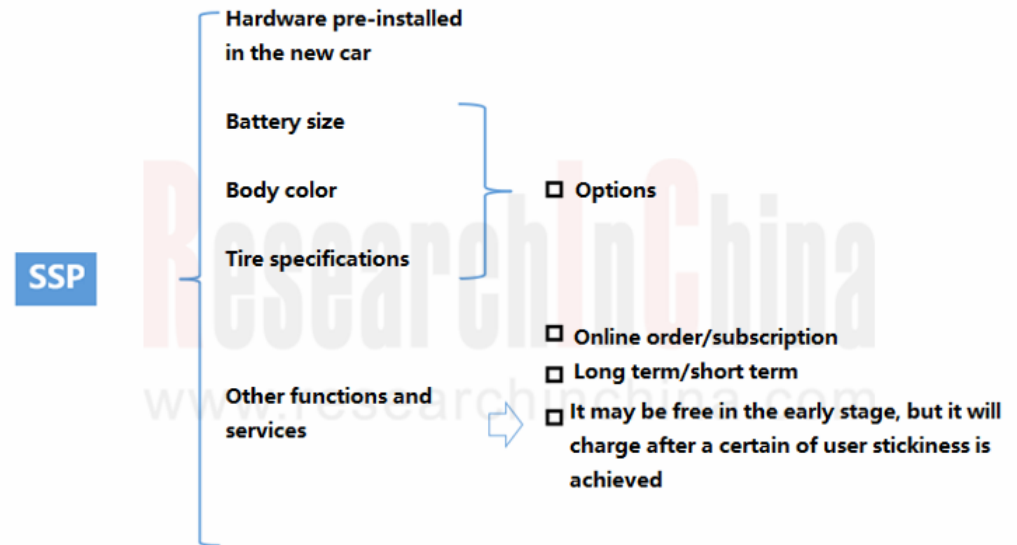 Hardware pre-installed
in the new car
Battery size
Body color
Options
Tire specifications
SSP
ResearchInChina
Online order/subscription
Long term/short term
www.researchinchina.com
Other functions and
services
It may be free in the early stage, but it will
charge after a certain of user stickiness is
achieved